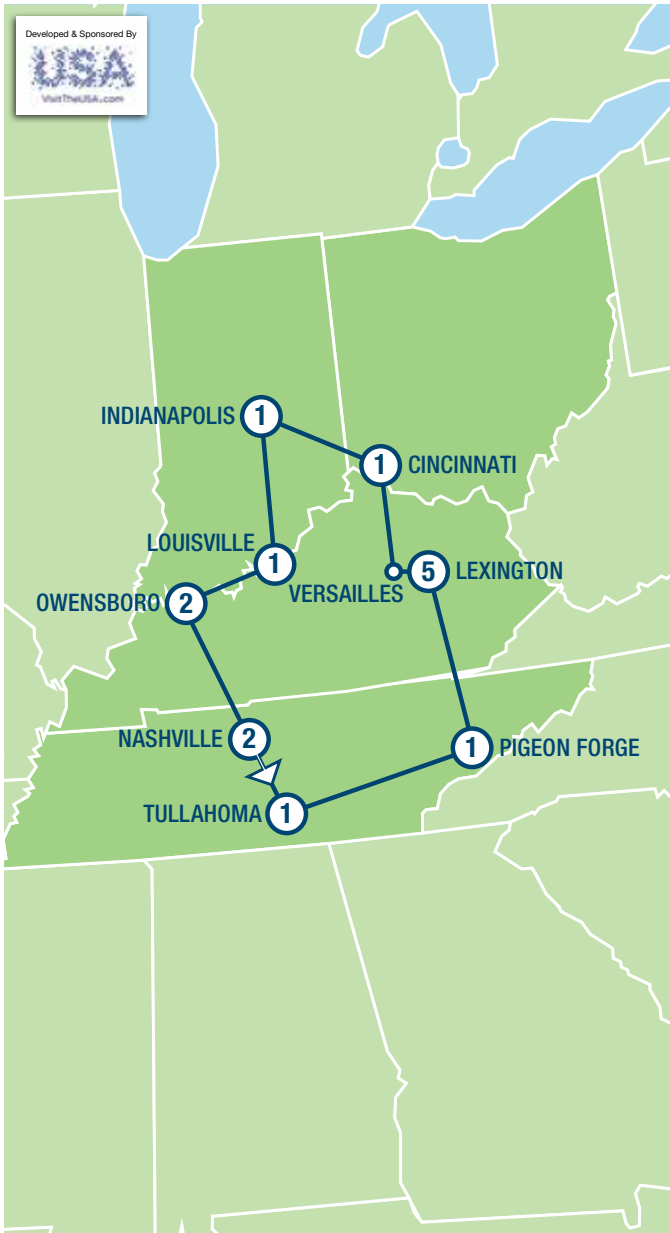 Developed & Sponsored By
USA
VisitTheUSA.com
INDIANAPOLIS 1
1 CINCINNATI
LOUISVILLE 1
VERSAILLES 5 LEXINGTON
OWENSBORO 2
NASHVILLE 2
1 PIGEON FORGE
TULLAHOMA 1